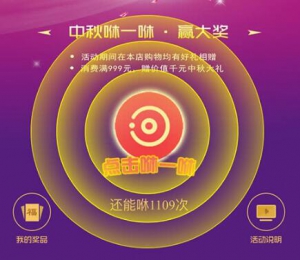 中秋咻一咻·赢大奖
• 活动期间在本店购物均有好礼相赠
• 消费满999元，赠价值千元中秋大礼
点击咻一咻
还能咻1109次
福
我的奖品
活动说明